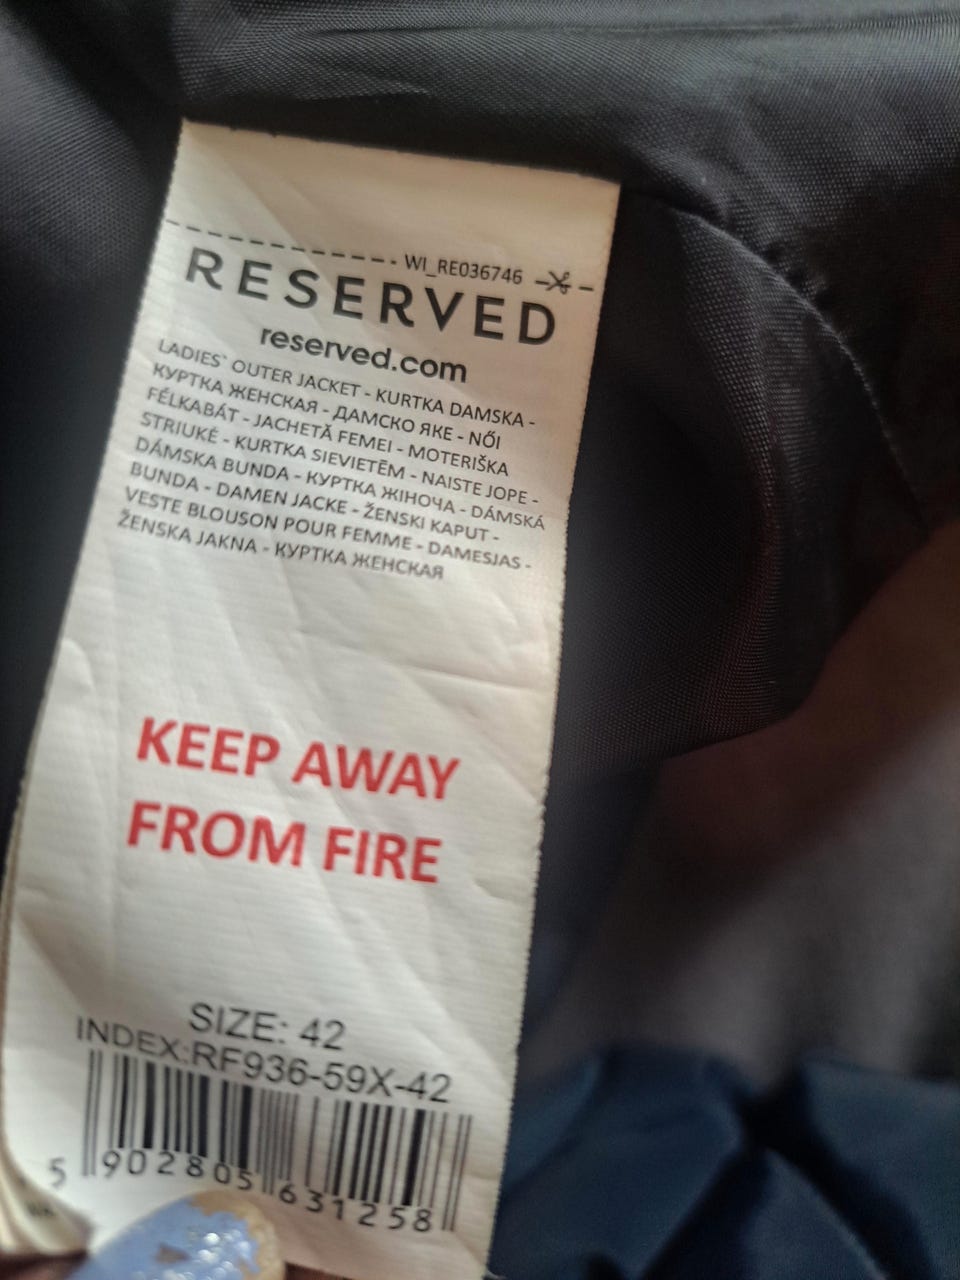 WI_RE036746
RESERVED
reserved.com
LADIES` OUTER JACKET - KURTKA DAMSKA -
КУРТКА ЖЕНСКАЯ - ДАМСКО ЯКЕ - NŐI
FÉLKABÁT - JACHETĂ FEMEI - MOTERIŠKA
STRIUKĖ - KURTKA SIEVIETĒM - NAISTE JOPE -
DÁMSKA BUNDA - КУРТКА ЖІНОЧА - DÁMSKÁ
BUNDA - DAMEN JACKE - ŽENSKI KAPUT -
VESTE BLOUSON POUR FEMME - DAMESJAS -
ŽENSKA JAKNA - КУРТКА ЖЕНСКАЯ
KEEP AWAY
FROM FIRE
SIZE: 42
INDEX:RF936-59X-42
5 902805 631258